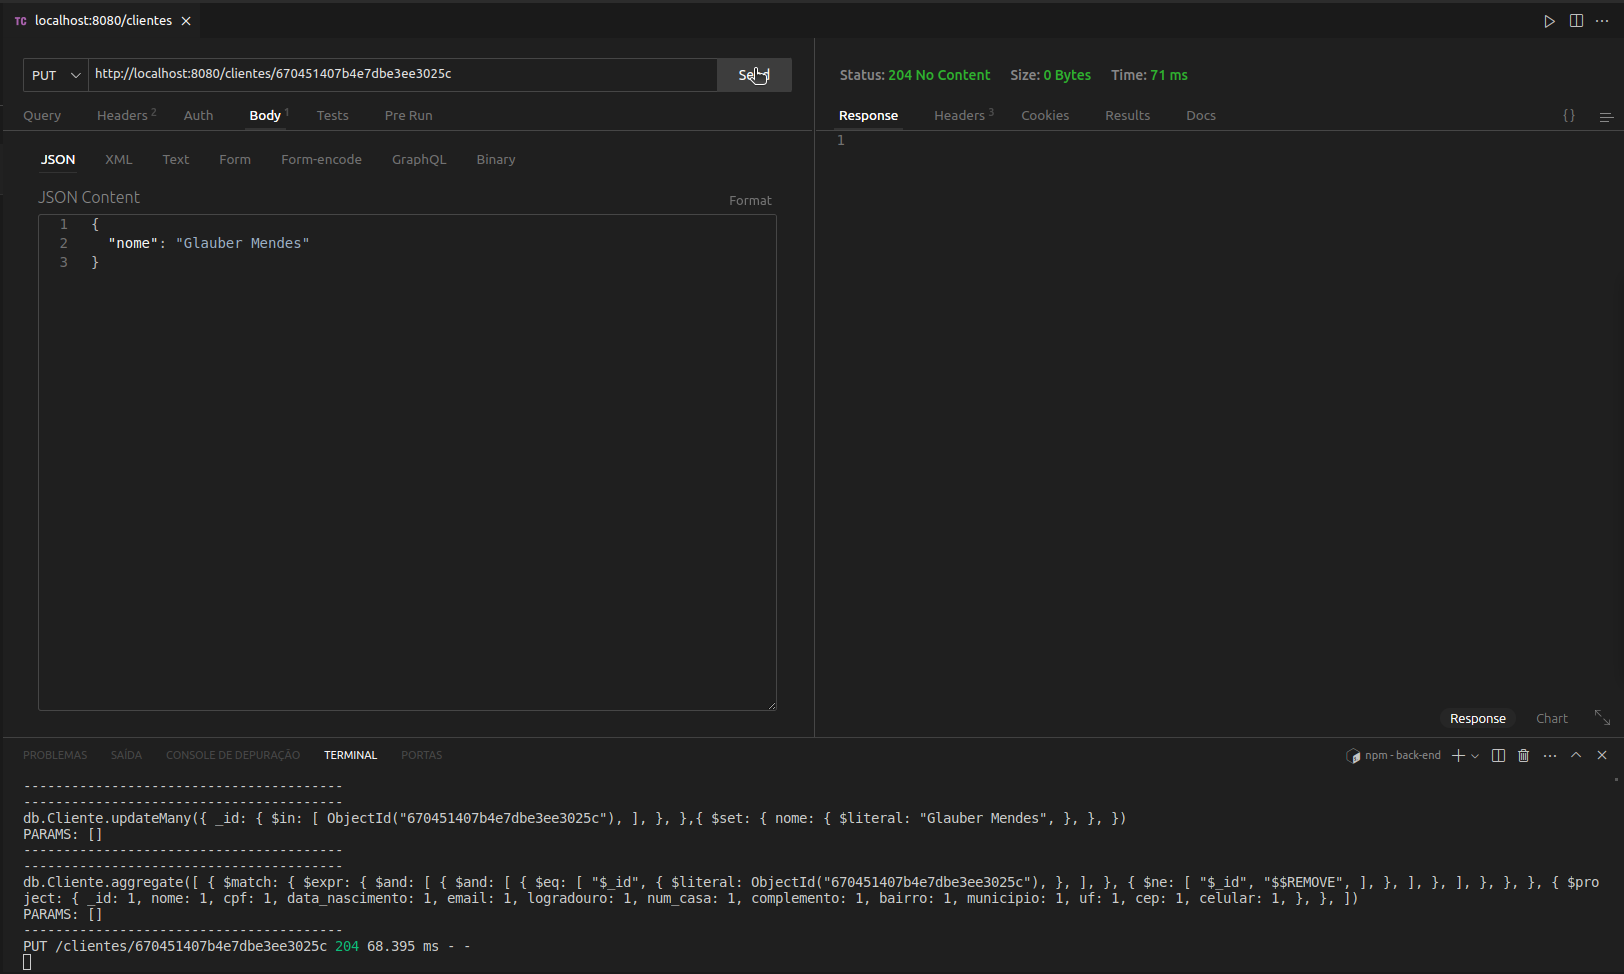 TC localhost:8080/clientes
PUT http://localhost:8080/clientes/670451407b4e7dbe3ee3025c
Query Headers 2 Auth Body 1 Tests Pre Run
JSON XML Text Form Form-encode GraphQL Binary
JSON Content
Format
1 {
2 "nome": "Glauber Mendes"
3 }
Status: 204 No Content Size: 0 Bytes Time: 71 ms
Response Headers 3 Cookies Results Docs {}
1
Response Chart
PROBLEMAS SAÍDA CONSOLE DE DEPURAÇÃO TERMINAL PORTAS npm - back-end
----------------------------------------
----------------------------------------
db.Cliente.updateMany({ _id: { $in: [ ObjectId("670451407b4e7dbe3ee3025c"), ], }, },{ $set: { nome: { $literal: "Glauber Mendes", }, }, })
PARAMS: []
----------------------------------------
----------------------------------------
db.Cliente.aggregate([ { $match: { $expr: { $and: [ { $and: [ { $eq: [ "$_id", { $literal: ObjectId("670451407b4e7dbe3ee3025c"), }, ], }, { $ne: [ "$_id", "$$REMOVE", ], }, ], }, ], }, }, }, { $pro
ject: { _id: 1, nome: 1, cpf: 1, data_nascimento: 1, email: 1, logradouro: 1, num_casa: 1, complemento: 1, bairro: 1, municipio: 1, uf: 1, cep: 1, celular: 1, }, }, ])
PARAMS: []
----------------------------------------
PUT /clientes/670451407b4e7dbe3ee3025c 204 68.395 ms - -